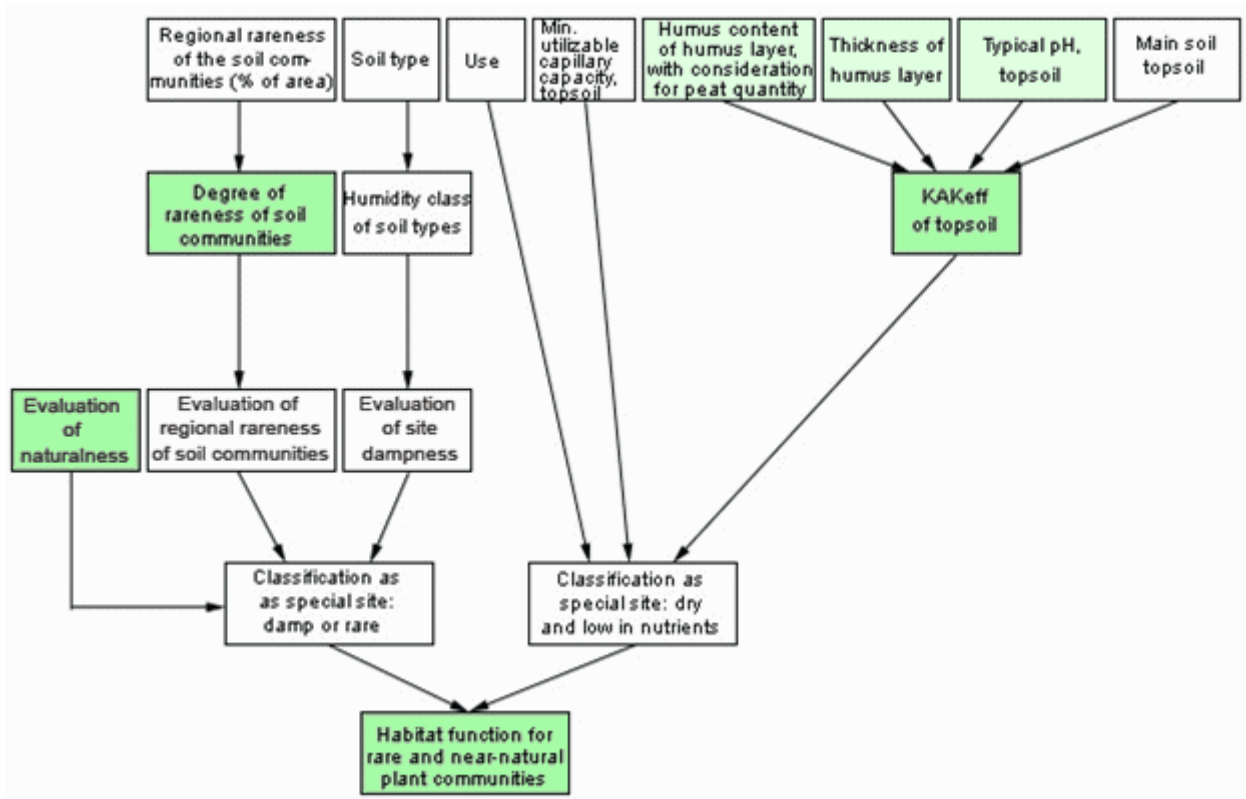 Regional rareness
of the soil com-
munities (% of area)
Soil type
Use
Min.
utilizable
capillary
capacity,
topsoil
Humus content
of humus layer,
with consideration
for peat quantity
Thickness of
humus layer
Typical pH,
topsoil
Main soil
topsoil
Degree of
rareness of soil
communities
Humidity class
of soil types
KAKeff
of topsoil
Evaluation
of
naturalness
Evaluation of
regional rareness
of soil communities
Evaluation
of site
dampness
Classification as
as special site:
damp or rare
Classification as
special site: dry
and low in nutrients
Habitat function for
rare and near-natural
plant communities